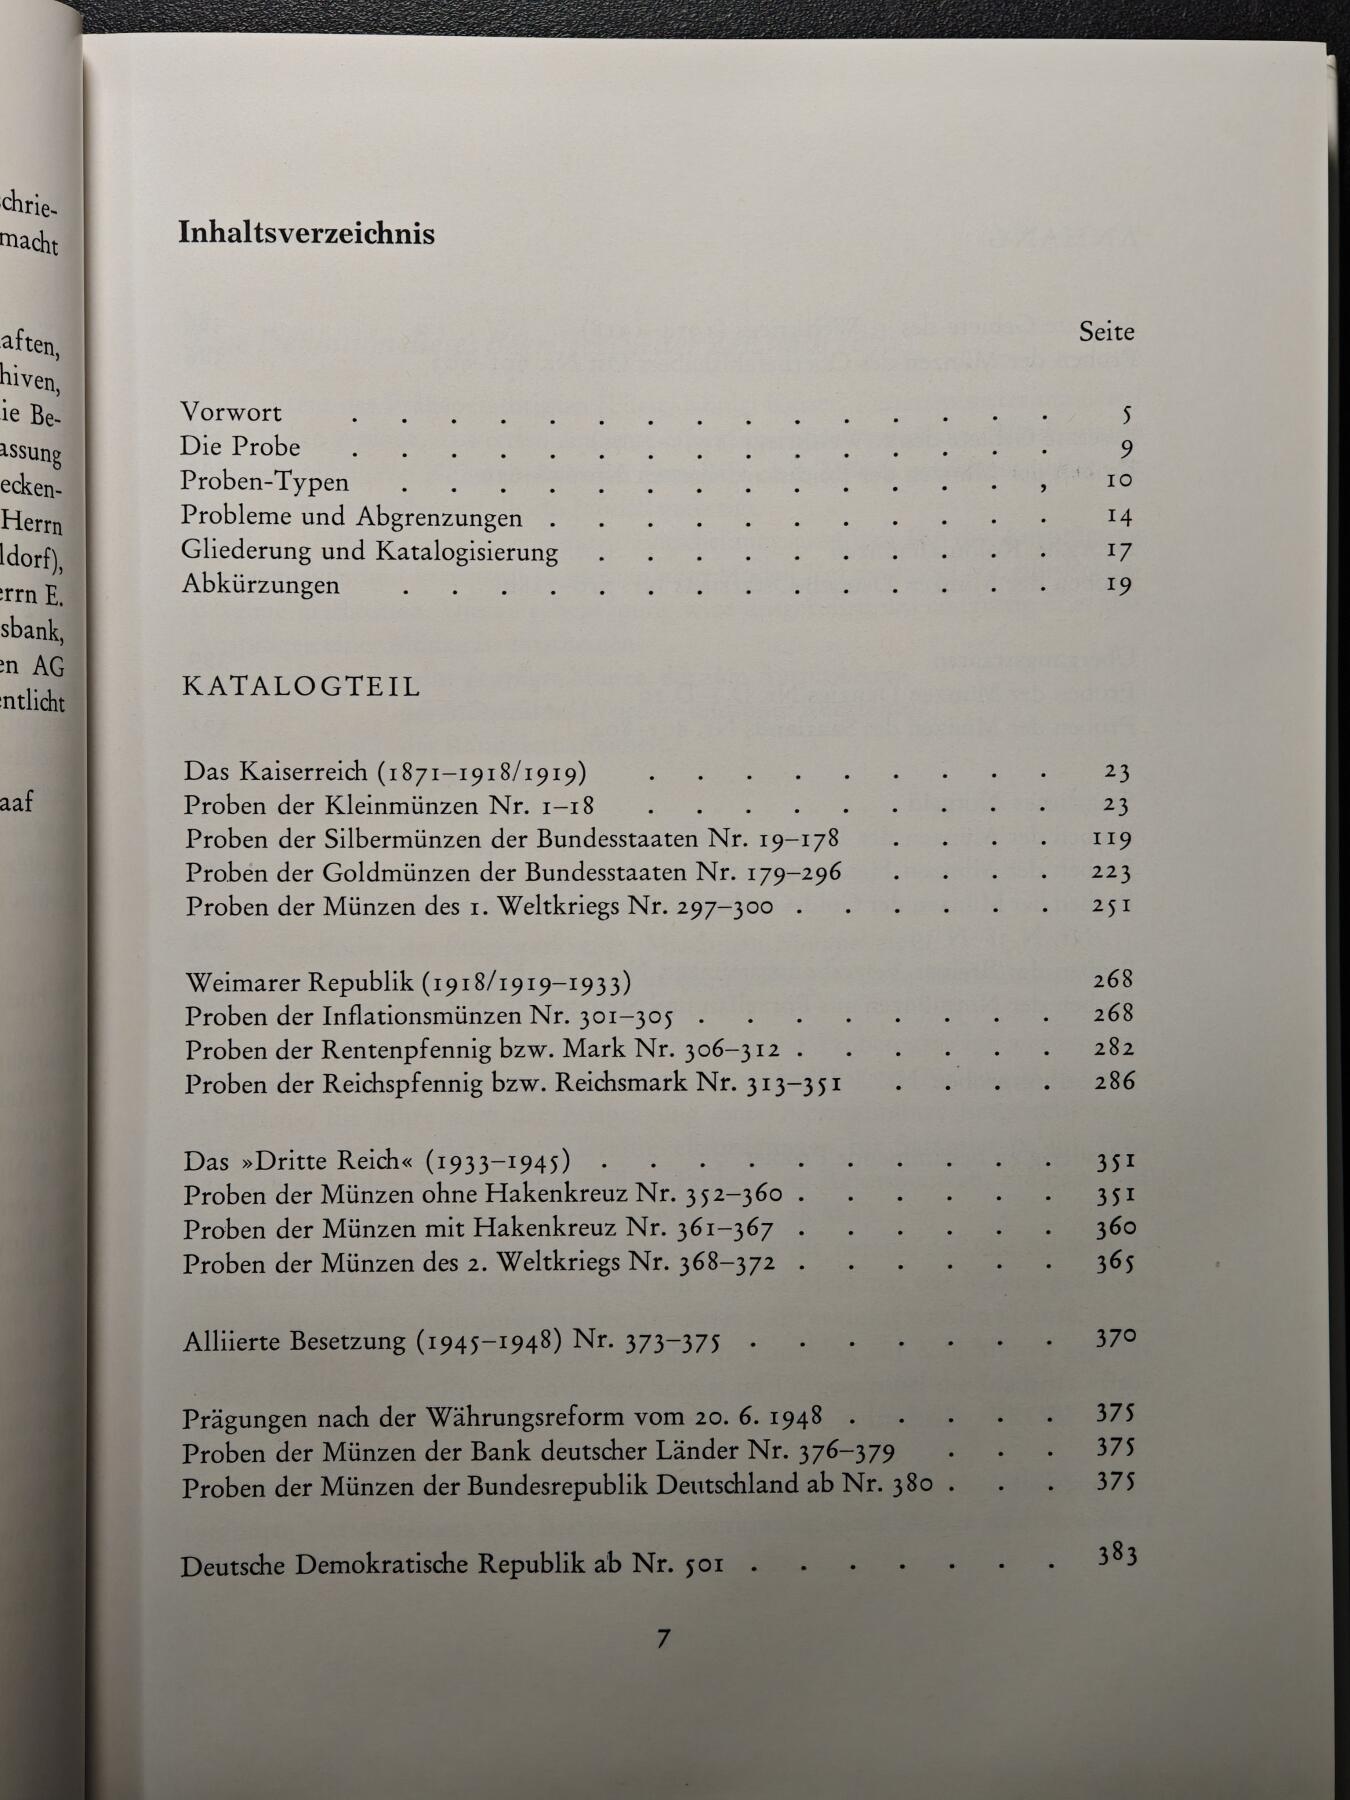 macht
aften,
hiven,
ie Be-
assung
ecken-
Herrn
ldorf),
rrn E.
sbank,
en AG
entlicht
aaf
Inhaltsverzeichnis
Seite
Vorwort . . . . . . . . . . . . . . . 5
Die Probe . . . . . . . . . . . . . . . 9
Proben-Typen . . . . . . . . . . . . . , 10
Probleme und Abgrenzungen . . . . . . . . . . . 14
Gliederung und Katalogisierung . . . . . . . . . . 17
Abkürzungen . . . . . . . . . . . . . . 19
KATALOGTEIL
Das Kaiserreich (1871–1918/1919) . . . . . . . . . 23
Proben der Kleinmünzen Nr. 1–18 . . . . . . . . . 23
Proben der Silbermünzen der Bundesstaaten Nr. 19–178 . . . . 119
Proben der Goldmünzen der Bundesstaaten Nr. 179–296 . . . . 223
Proben der Münzen des 1. Weltkriegs Nr. 297–300 . . . . . . 251
Weimarer Republik (1918/1919–1933) 268
Proben der Inflationsmünzen Nr. 301–305 . . . . . . . . 268
Proben der Rentenpfennig bzw. Mark Nr. 306–312 . . . . . . 282
Proben der Reichspfennig bzw. Reichsmark Nr. 313–351 . . . . 286
Das »Dritte Reich« (1933–1945) . . . . . . . . . . 351
Proben der Münzen ohne Hakenkreuz Nr. 352–360 . . . . . . 351
Proben der Münzen mit Hakenkreuz Nr. 361–367 . . . . . . 360
Proben der Münzen des 2. Weltkriegs Nr. 368–372 . . . . . . 365
Alliierte Besetzung (1945–1948) Nr. 373–375 . . . . . . . 370
Prägungen nach der Währungsreform vom 20. 6. 1948 . . . . . 375
Proben der Münzen der Bank deutscher Länder Nr. 376–379 . . . 375
Proben der Münzen der Bundesrepublik Deutschland ab Nr. 380 . . . 375
Deutsche Demokratische Republik ab Nr. 501 . . . . . . . 383
7